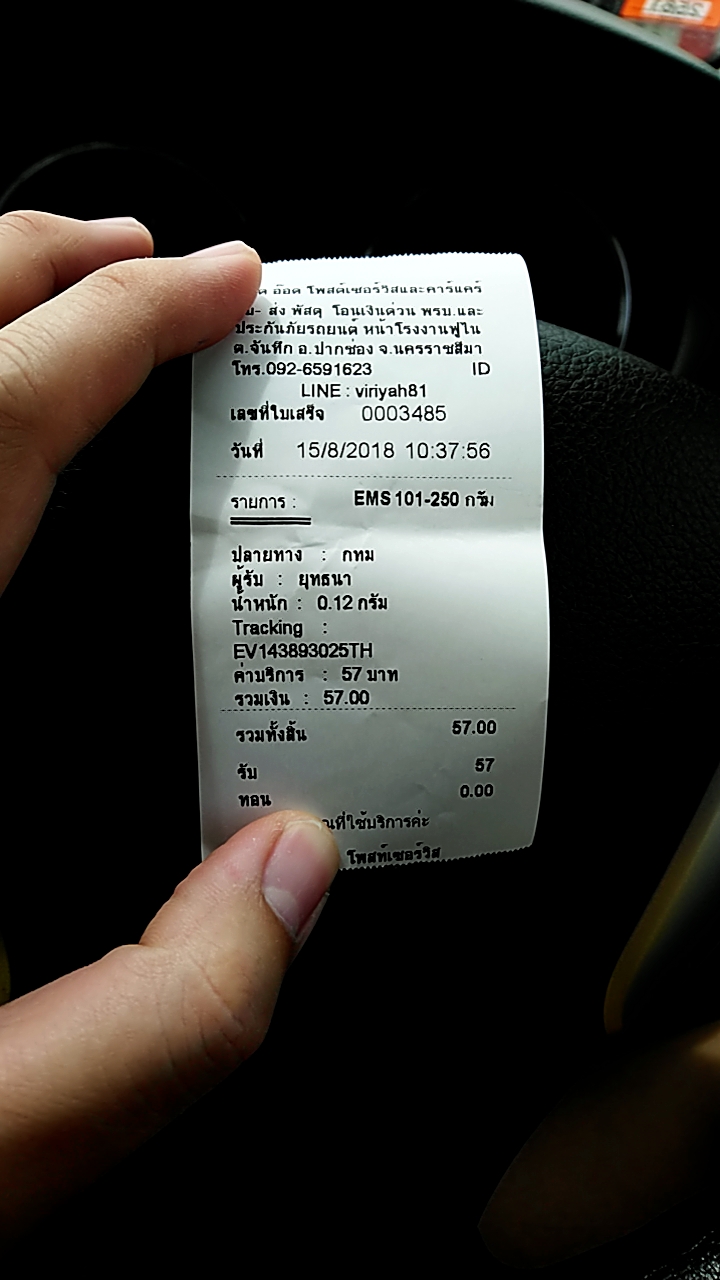 อ๊อด โพสต์เซอร์วิสและคาร์แคร์
ส่ง พัสดุ โอนเงินด่วน พรบ.และ
ประกันภัยรถยนต์ หน้าโรงงานฟูไน
ต.จันทึก อ.ปากช่อง จ.นครราชสีมา
โทร.092-6591623 ID
LINE : viriyah81
เลขที่ใบเสร็จ 0003485
วันที่ 15/8/2018 10:37:56
รายการ : EMS 101-250 กรัม
ปลายทาง : กทม
ผู้รับ : ยุทธนา
น้ำหนัก : 0.12 กรัม
Tracking :
EV143893025TH
ค่าบริการ : 57 บาท
รวมเงิน : 57.00
รวมทั้งสิ้น 57.00
รับ 57
ทอน 0.00
ที่ใช้บริการค่ะ
โพสท์เซอร์วิส